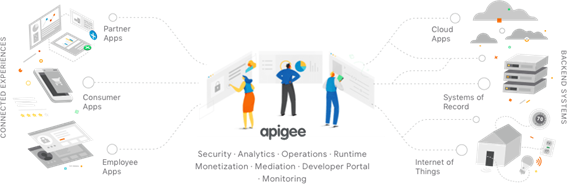 CONNECTED EXPERIENCES
Partner
Apps
Consumer
Apps
Employee
Apps
apigee
Security · Analytics · Operations · Runtime
Monetization · Mediation · Developer Portal
· Monitoring
Cloud
Apps
Systems of
Record
Internet of
Things
70
BACKEND SYSTEMS